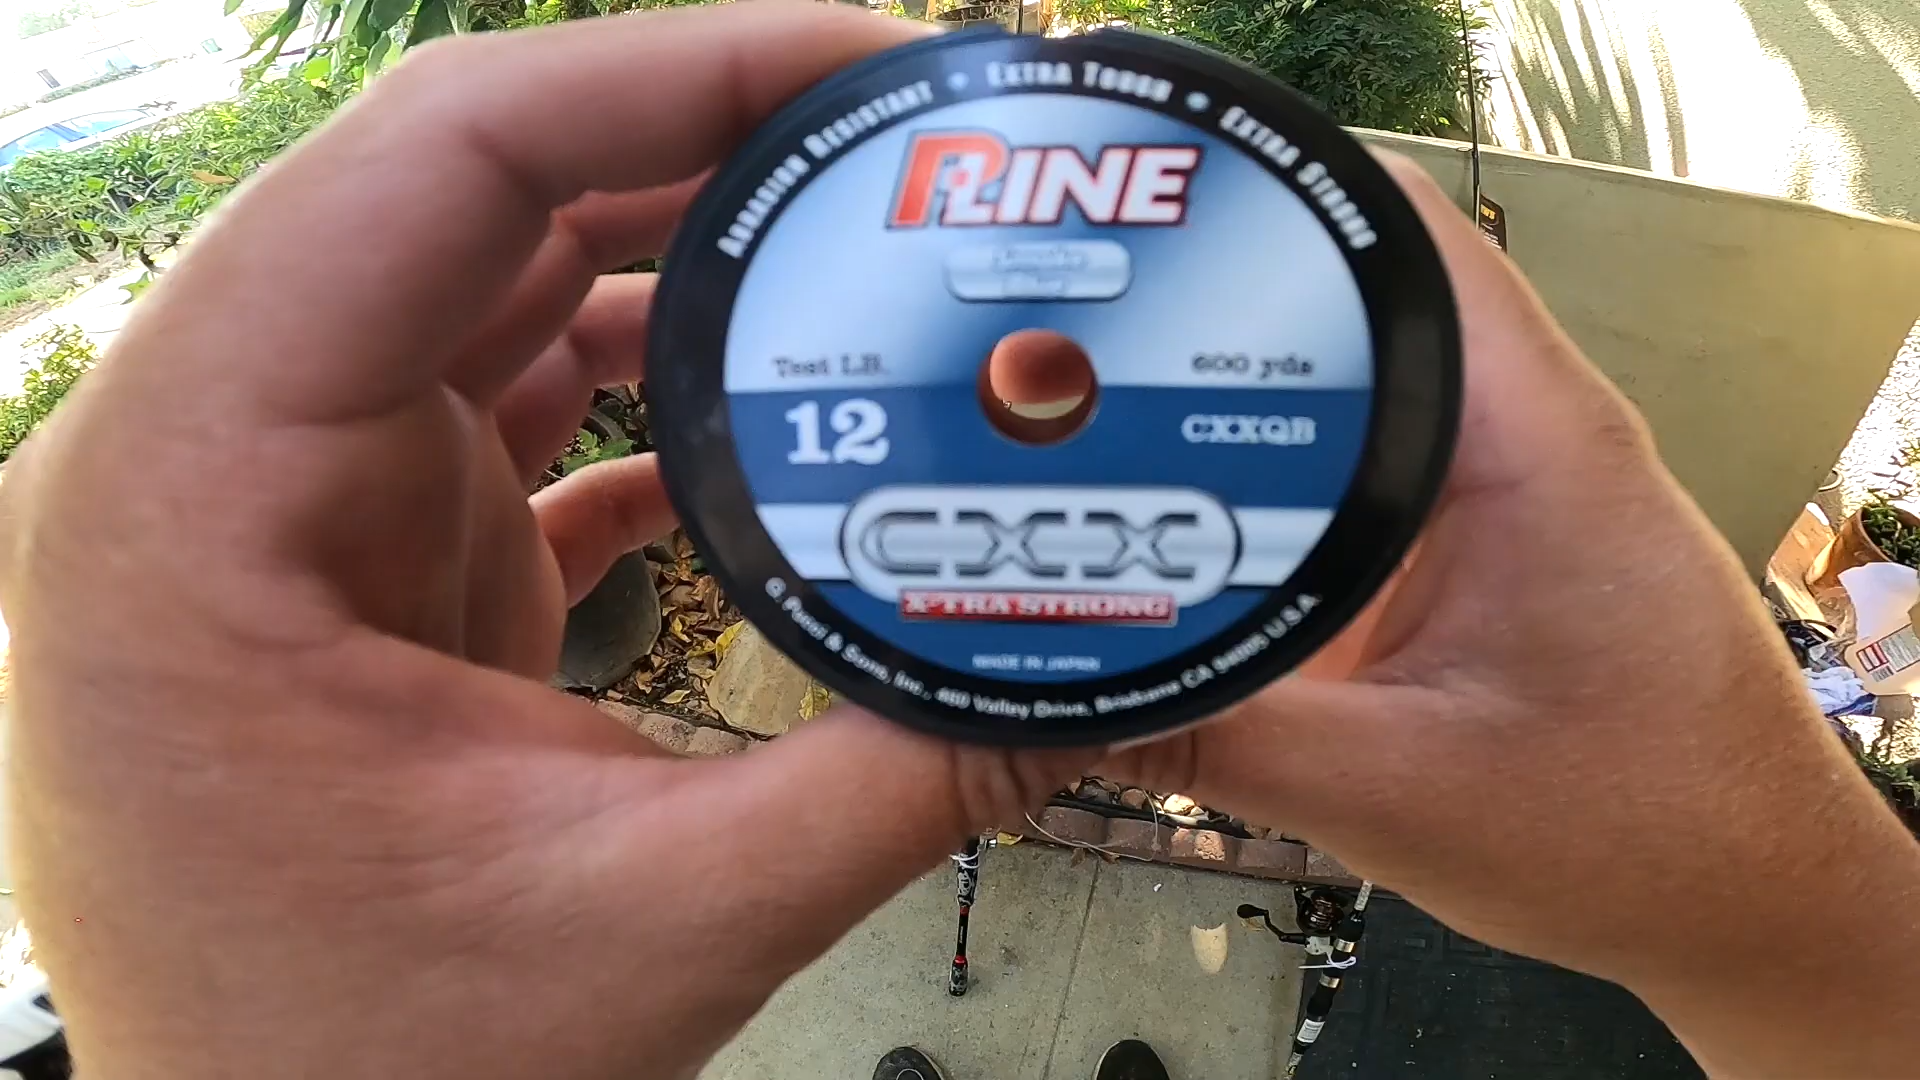 ABRASION RESISTANT • EXTRA TOUGH • EXTRA STRONG
P-LINE
Test LB.
600 yds
12
CXXQB
CXX
X-TRA STRONG
MADE IN JAPAN
G. Pucci & Sons, Inc., 460 Valley Drive, Brisbane CA 94005 U.S.A.